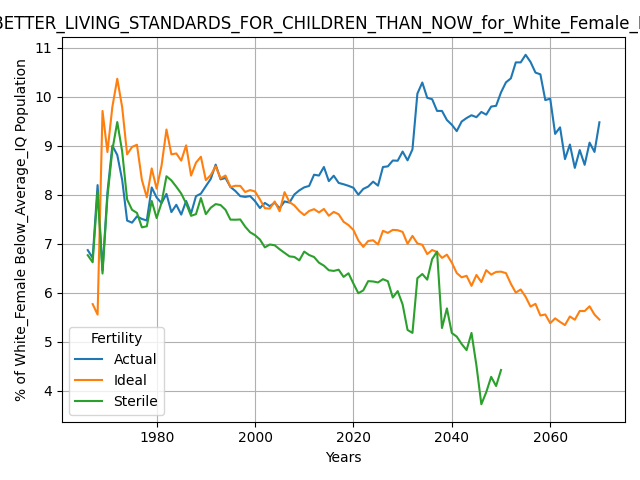 BETTER_LIVING_STANDARDS_FOR_CHILDREN_THAN_NOW_for_White_Female_
% of White_Female Below_Average_IQ Population
11
10
9
8
7
6
5
4
Fertility
Actual
Ideal
Sterile
1980
2000
2020
2040
2060
Years